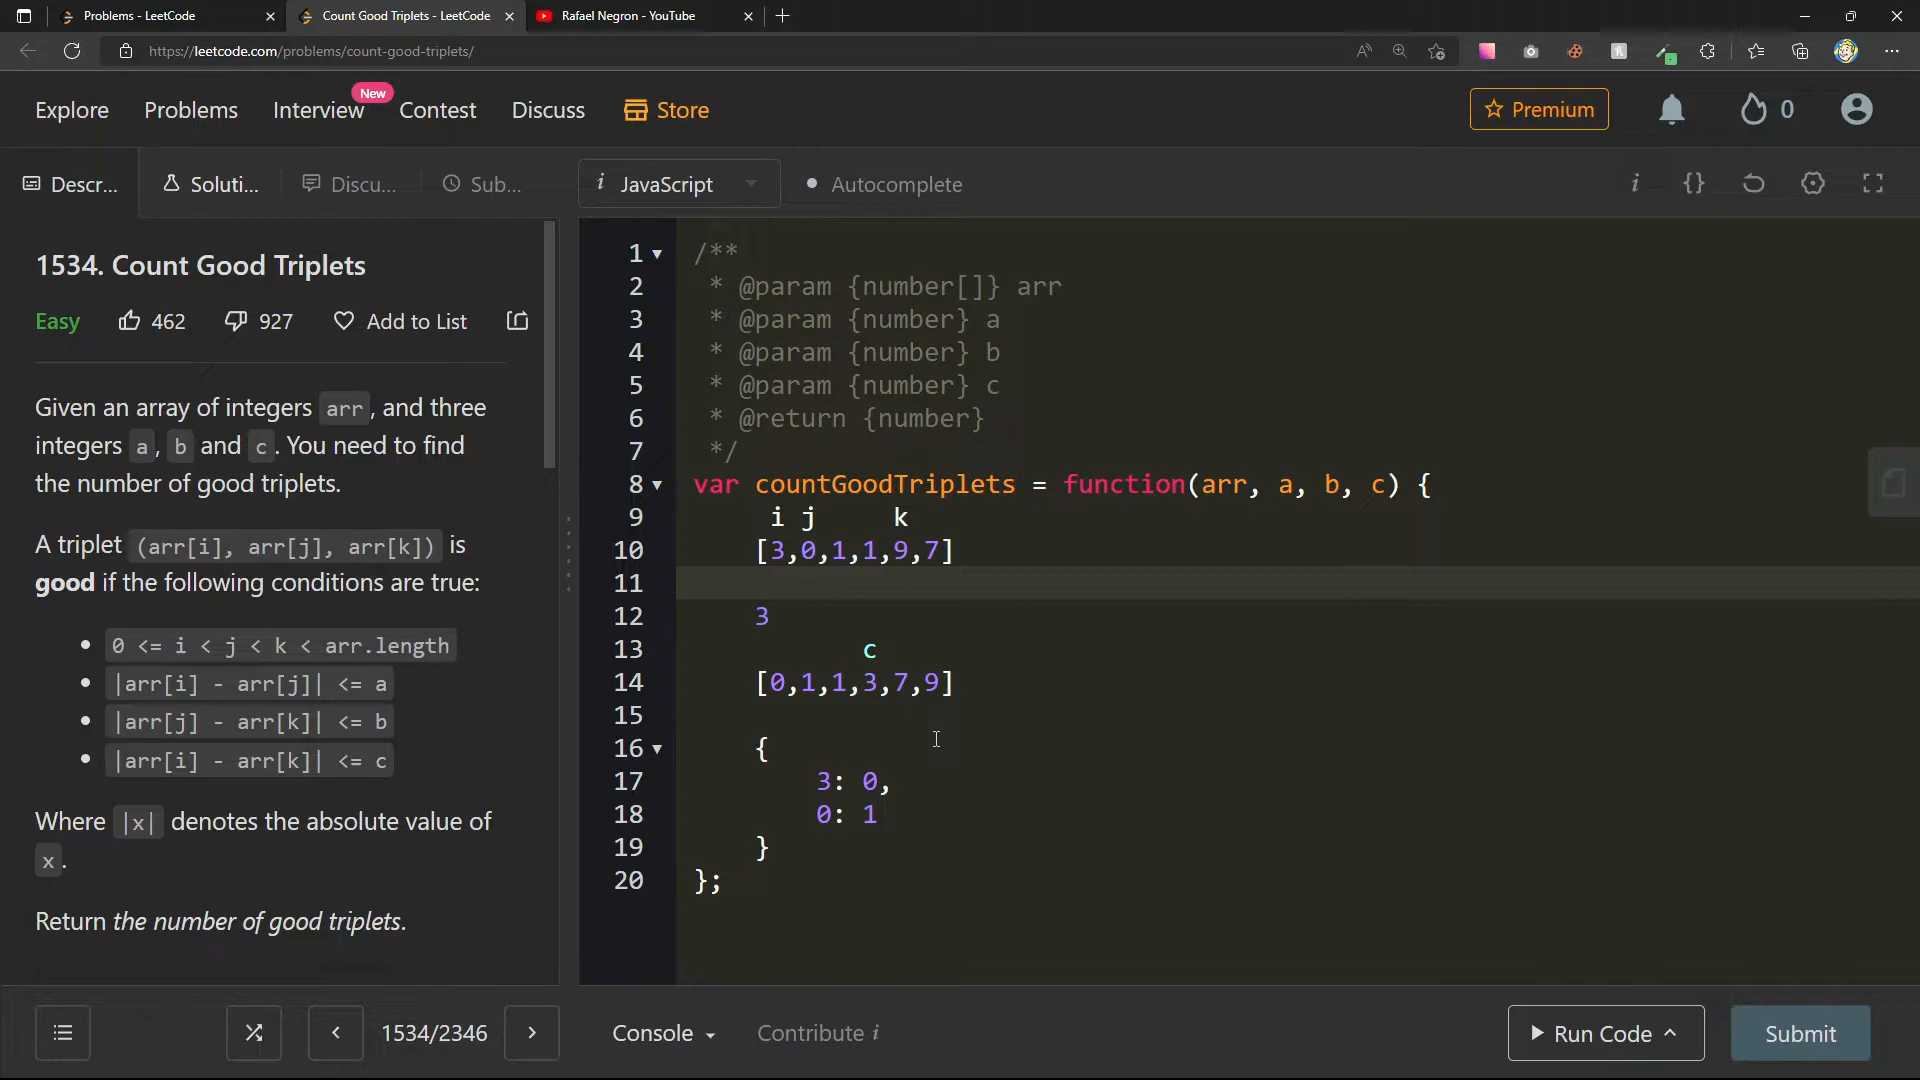 Problems - LeetCode
Count Good Triplets - LeetCode
Rafael Negron - YouTube
https://leetcode.com/problems/count-good-triplets/
Explore Problems Interview New Contest Discuss Store
Premium 0
Descr... Soluti... Discu... Sub...
i JavaScript Autocomplete
1534. Count Good Triplets
Easy 462 927 Add to List
Given an array of integers arr, and three
integers a, b and c. You need to find
the number of good triplets.
A triplet (arr[i], arr[j], arr[k]) is
good if the following conditions are true:
0 <= i < j < k < arr.length
|arr[i] - arr[j]| <= a
|arr[j] - arr[k]| <= b
|arr[i] - arr[k]| <= c
Where |x| denotes the absolute value of
x.
Return the number of good triplets.
1 /**
2 * @param {number[]} arr
3 * @param {number} a
4 * @param {number} b
5 * @param {number} c
6 * @return {number}
7 */
8 var countGoodTriplets = function(arr, a, b, c) {
9 i j k
10 [3,0,1,1,9,7]
11
12 3
13 c
14 [0,1,1,3,7,9]
15
16 {
17 3: 0,
18 0: 1
19 }
20 };
1534/2346
Console Contribute i
Run Code Submit